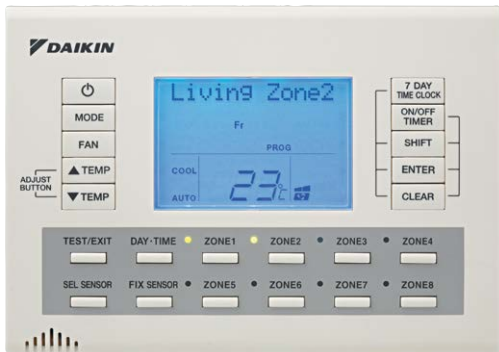 DAIKIN
Living Zone2
Fr
PROG
COOL
AUTO
23°C
MODE
FAN
▲TEMP
▼TEMP
ADJUST
BUTTON
7 DAY
TIME CLOCK
ON/OFF
TIMER
SHIFT
ENTER
CLEAR
TEST/EXIT DAY·TIME ZONE1 ZONE2 ZONE3 ZONE4
SEL SENSOR FIX SENSOR ZONE5 ZONE6 ZONE7 ZONE8